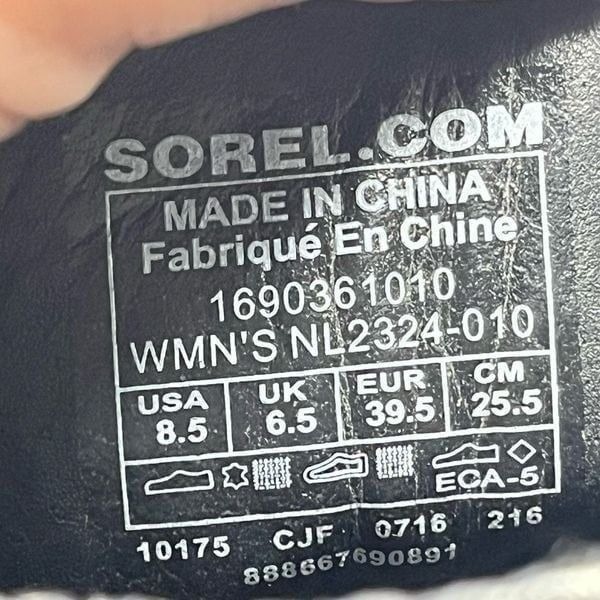 SOREL.COM
MADE IN CHINA
Fabriqué En Chine
1690361010
WMN'S NL2324-010
USA UK EUR CM
8.5 6.5 39.5 25.5
ECA-5
10175 CJF 0716 216
888667690891